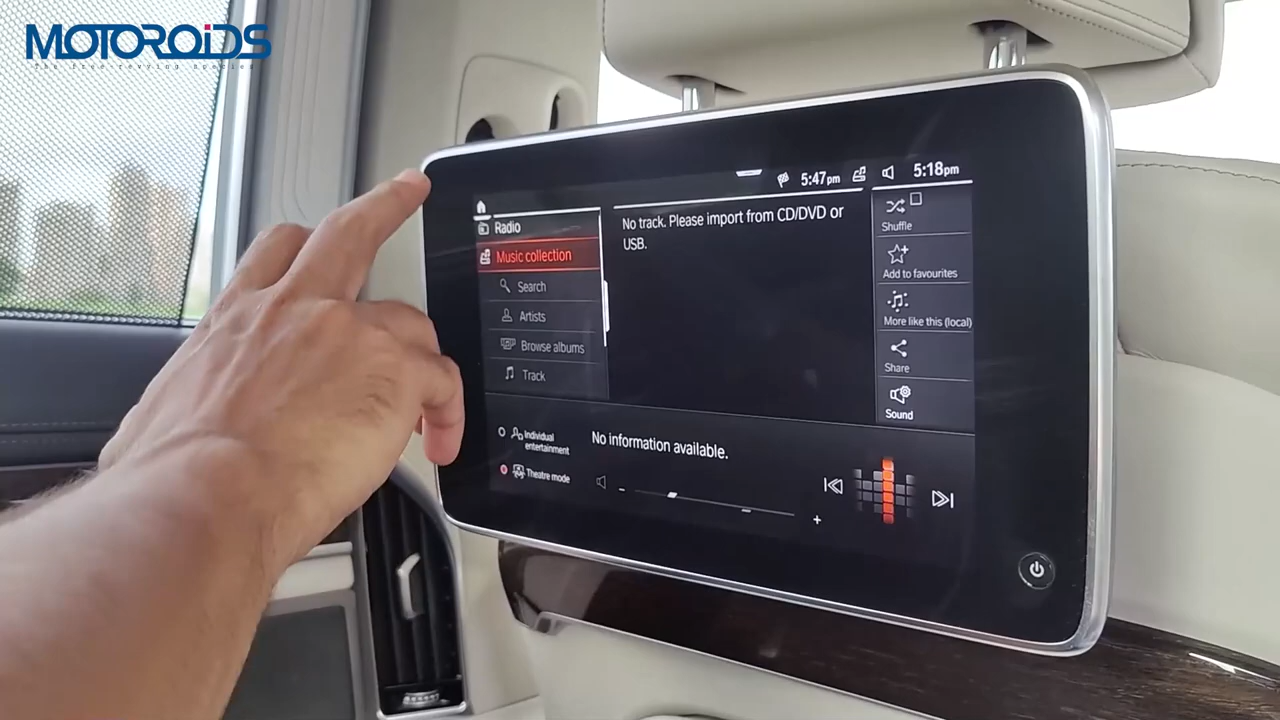 MOTOROIDS
The free revving species
5:47pm
5:18pm
Radio
Music collection
Search
Artists
Browse albums
Track
No track. Please import from CD/DVD or
USB.
Shuffle
Add to favourites
More like this (local)
Share
Sound
Individual
entertainment
Theatre mode
No information available.
- +